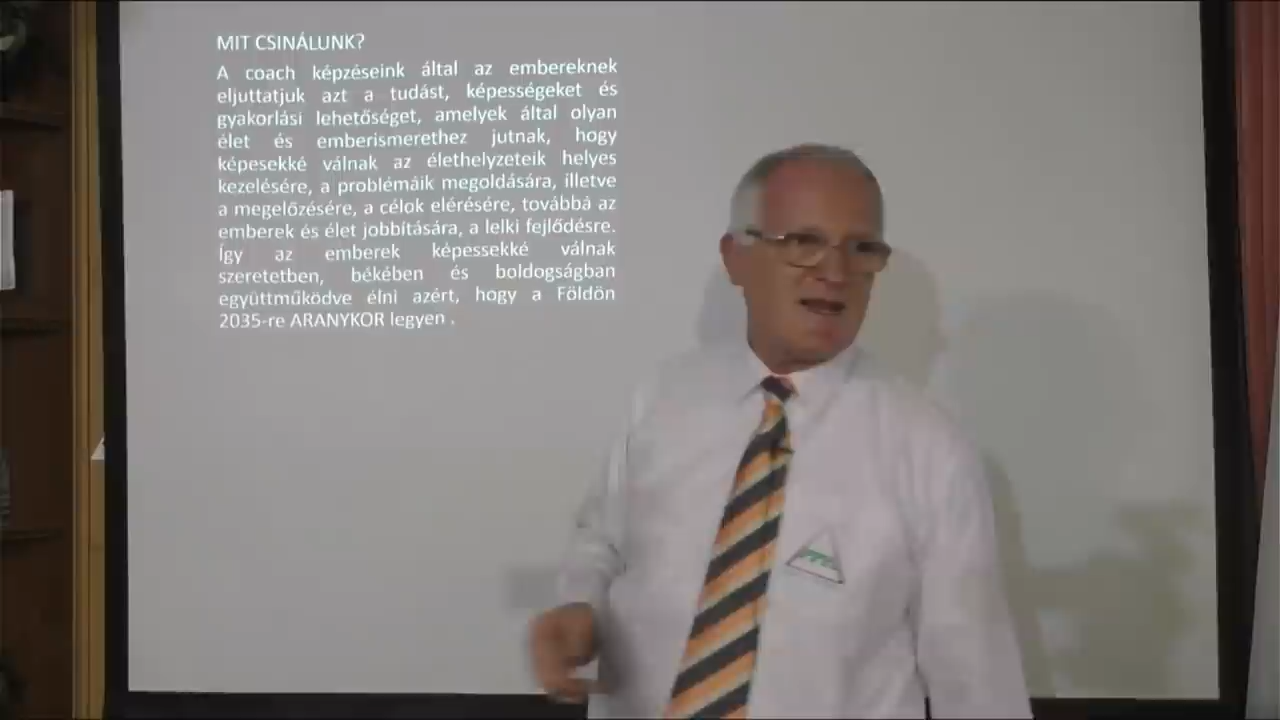 MIT CSINÁLUNK?
A coach képzéseink által az embereknek
eljuttatjuk azt a tudást, képességeket és
gyakorlási lehetőséget, amelyek által olyan
élet és emberismerethez jutnak, hogy
képesekké válnak az élethelyzeteik helyes
kezelésére, a problémáik megoldására, illetve
a megelőzésére, a célok elérésére, továbbá az
emberek és élet jobbítására, a lelki fejlődésre.
Így az emberek képessekké válnak
szeretetben, békében és boldogságban
együttműködve élni azért, hogy a Földön
2035-re ARANYKOR legyen .